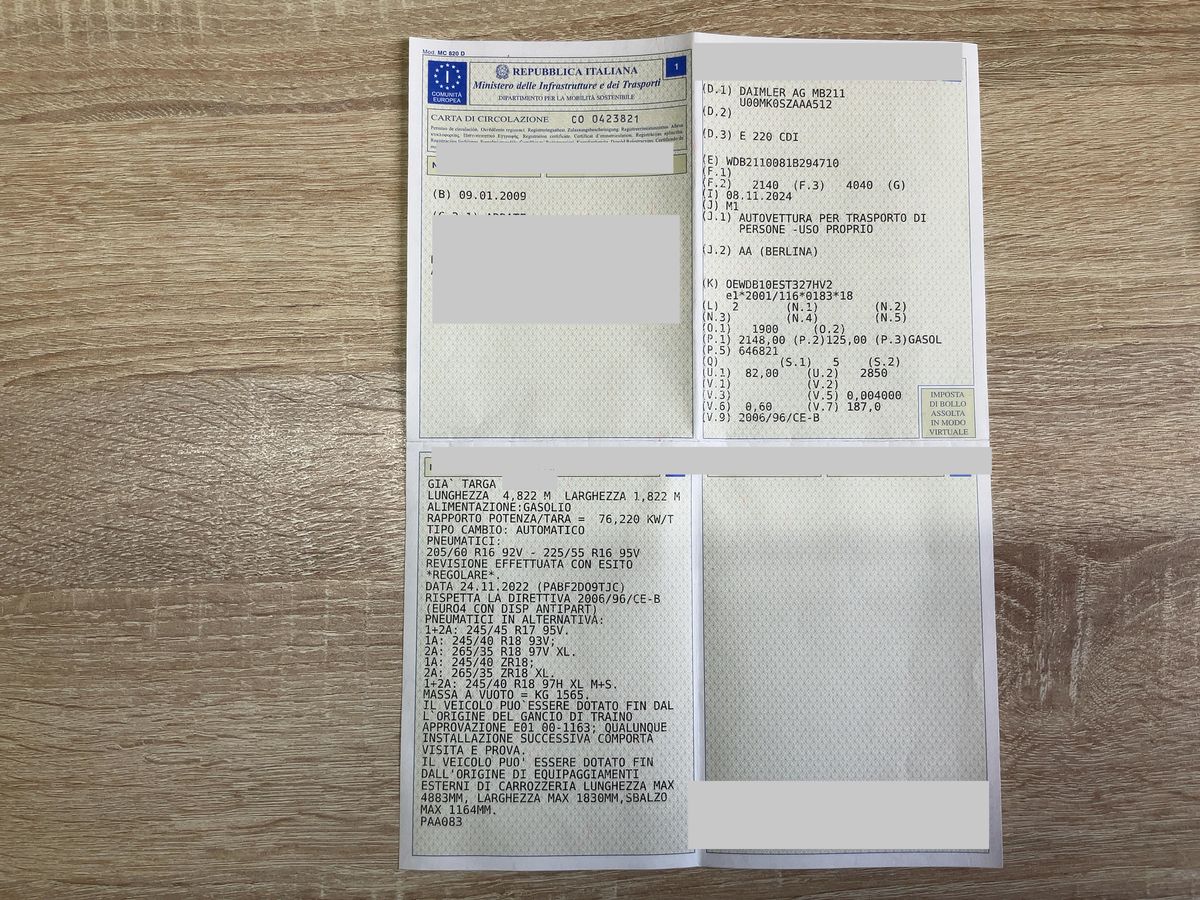 Mod. MC 820 D
I
COMUNITÀ
EUROPEA
REPUBBLICA ITALIANA
1
Ministero delle Infrastrutture e dei Trasporti
DIPARTIMENTO PER LA MOBILITÀ SOSTENIBILE
CARTA DI CIRCOLAZIONE CO 0423821
(B) 09.01.2009
(D.1) DAIMLER AG MB211
U00MK0SZAAA512
(D.2)
(D.3) E 220 CDI
(E) WDB2110081B294710
(F.1)
(F.2) 2140 (F.3) 4040 (G)
(I) 08.11.2024
(J) M1
(J.1) AUTOVETTURA PER TRASPORTO DI
PERSONE -USO PROPRIO
(J.2) AA (BERLINA)
(K) OEWDB10EST327HV2
e1*2001/116*0183*18
(L) 2 (N.1) (N.2)
(N.3) (N.4) (N.5)
(O.1) 1900 (O.2)
(P.1) 2148,00 (P.2)125,00 (P.3)GASOL
(P.5) 646821
(Q) (S.1) 5 (S.2)
(U.1) 82,00 (U.2) 2850
(V.1) (V.2)
(V.3) (V.5) 0,004000
(V.6) 0,60 (V.7) 187,0
(V.9) 2006/96/CE-B
IMPOSTA
DI BOLLO
ASSOLTA
IN MODO
VIRTUALE
GIA` TARGA
LUNGHEZZA 4,822 M LARGHEZZA 1,822 M
ALIMENTAZIONE:GASOLIO
RAPPORTO POTENZA/TARA = 76,220 KW/T
TIPO CAMBIO: AUTOMATICO
PNEUMATICI:
205/60 R16 92V - 225/55 R16 95V
REVISIONE EFFETTUATA CON ESITO
*REGOLARE*.
DATA 24.11.2022 (PABF2DO9TJC)
RISPETTA LA DIRETTIVA 2006/96/CE-B
(EURO4 CON DISP ANTIPART)
PNEUMATICI IN ALTERNATIVA:
1+2A: 245/45 R17 95V.
1A: 245/40 R18 93V;
2A: 265/35 R18 97V XL.
1A: 245/40 ZR18;
2A: 265/35 ZR18 XL.
1+2A: 245/40 R18 97H XL M+S.
MASSA A VUOTO = KG 1565.
IL VEICOLO PUO`ESSERE DOTATO FIN DAL
L`ORIGINE DEL GANCIO DI TRAINO
APPROVAZIONE E01 00-1163; QUALUNQUE
INSTALLAZIONE SUCCESSIVA COMPORTA
VISITA E PROVA.
IL VEICOLO PUO' ESSERE DOTATO FIN
DALL'ORIGINE DI EQUIPAGGIAMENTI
ESTERNI DI CARROZZERIA LUNGHEZZA MAX
4883MM, LARGHEZZA MAX 1830MM,SBALZO
MAX 1164MM.
PAA083